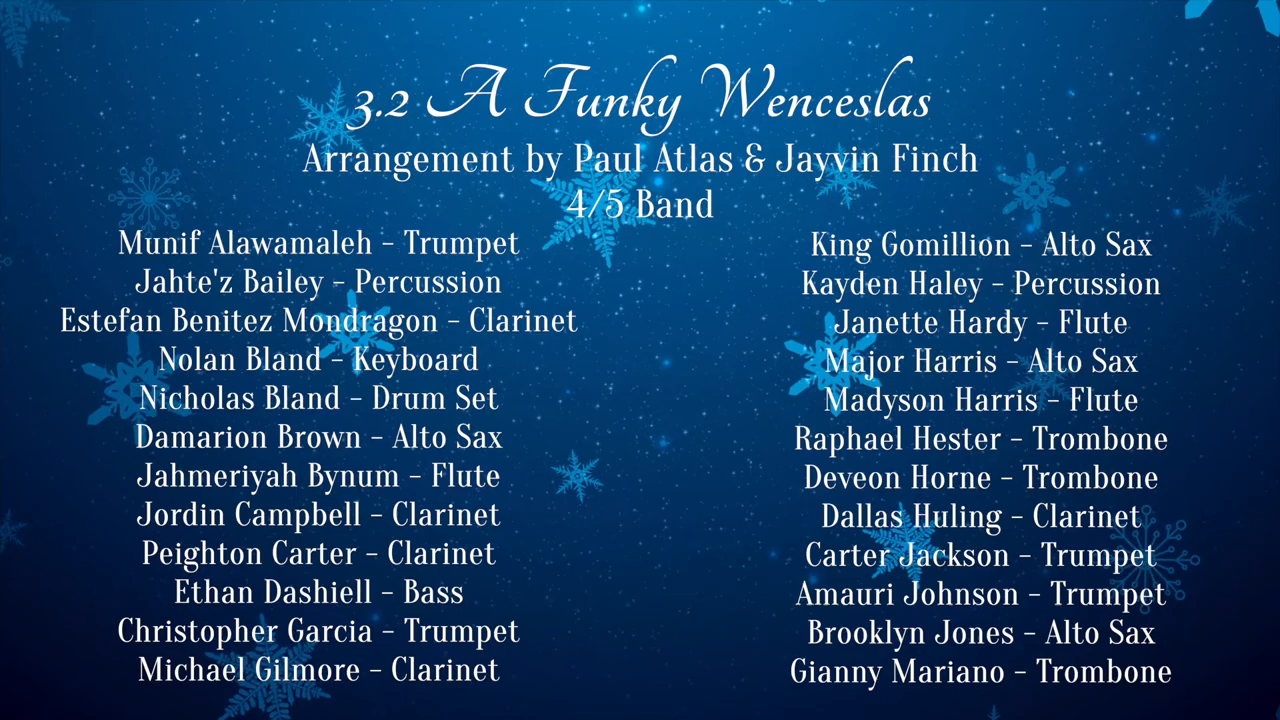 3.2 A Funky Wenceslas
Arrangement by Paul Atlas & Jayvin Finch
4/5 Band
Munif Alawamaleh - Trumpet
Jahte'z Bailey - Percussion
Estefan Benitez Mondragon - Clarinet
Nolan Bland - Keyboard
Nicholas Bland - Drum Set
Damarion Brown - Alto Sax
Jahmeriyah Bynum - Flute
Jordin Campbell - Clarinet
Peighton Carter - Clarinet
Ethan Dashiell - Bass
Christopher Garcia - Trumpet
Michael Gilmore - Clarinet
King Gomillion - Alto Sax
Kayden Haley - Percussion
Janette Hardy - Flute
Major Harris - Alto Sax
Madyson Harris - Flute
Raphael Hester - Trombone
Deveon Horne - Trombone
Dallas Huling - Clarinet
Carter Jackson - Trumpet
Amauri Johnson - Trumpet
Brooklyn Jones - Alto Sax
Gianny Mariano - Trombone